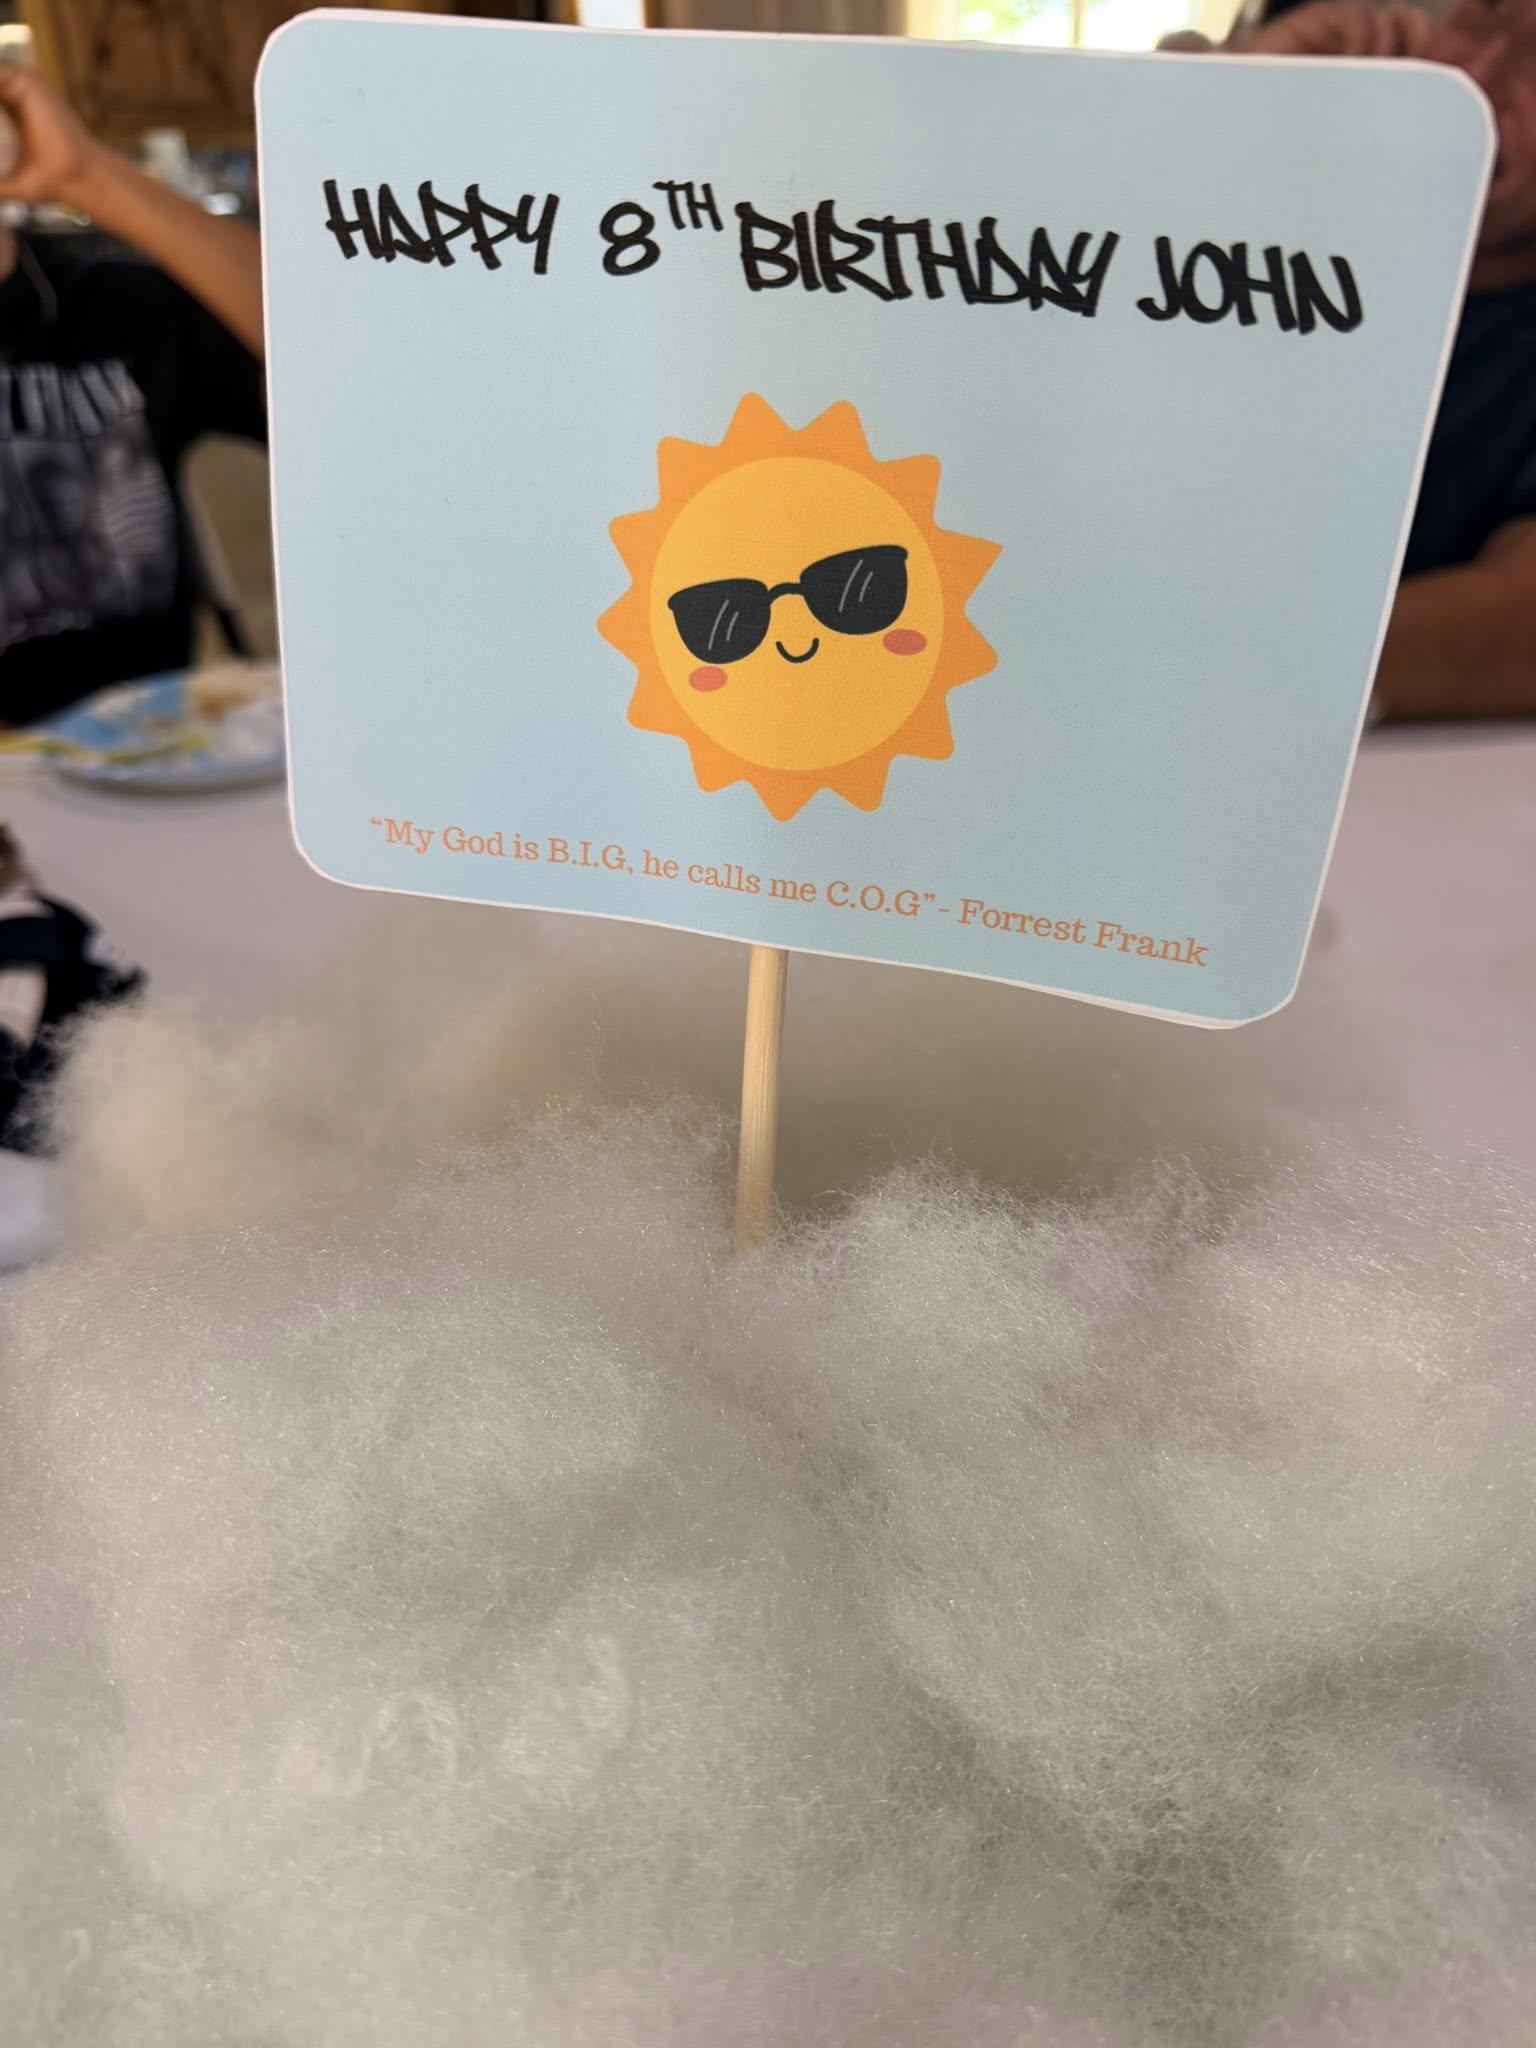 HAPPY 8TH BIRTHDAY JOHN
“My God is B.I.G, he calls me C.O.G”- Forrest Frank